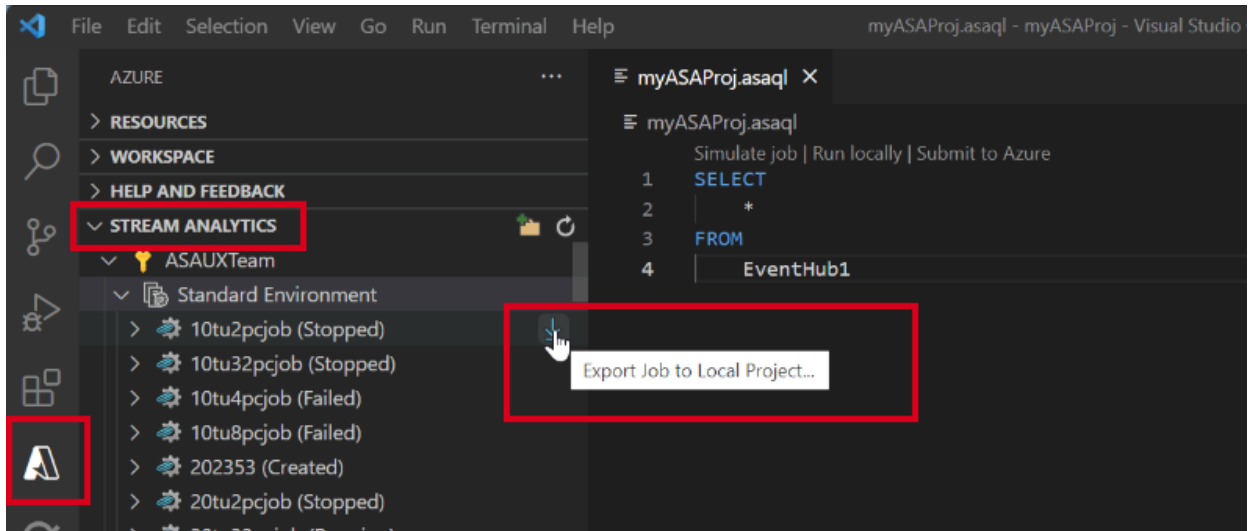 File Edit Selection View Go Run Terminal Help myASAProj.asaql - myASAProj - Visual Studio
AZURE ...
myASAProj.asaql
RESOURCES
myASAProj.asaql
WORKSPACE
Simulate job | Run locally | Submit to Azure
HELP AND FEEDBACK
1 SELECT
STREAM ANALYTICS
2 *
3 FROM
ASAUXTeam
4 EventHub1
Standard Environment
10tu2pcjob (Stopped)
Export Job to Local Project...
10tu32pcjob (Stopped)
10tu4pcjob (Failed)
10tu8pcjob (Failed)
202353 (Created)
20tu2pcjob (Stopped)